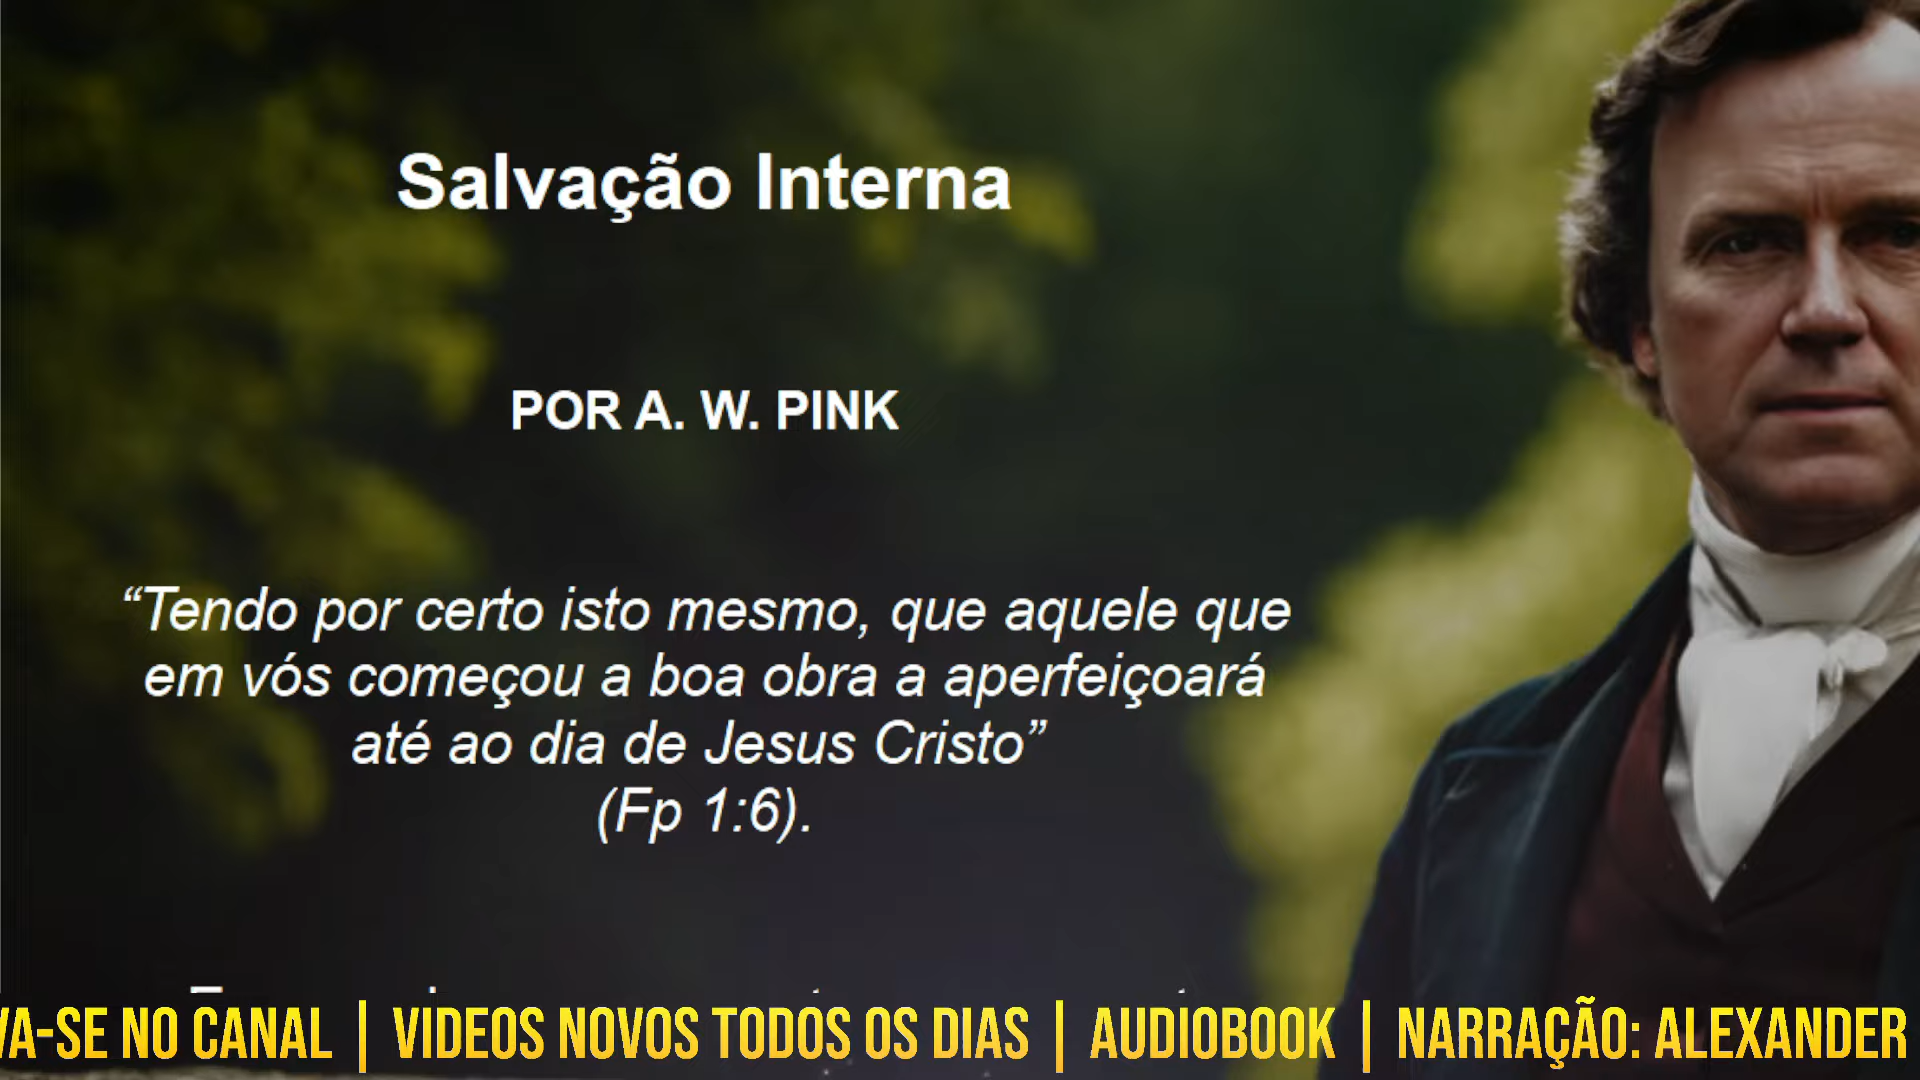 Salvação Interna
POR A. W. PINK
“Tendo por certo isto mesmo, que aquele que
em vós começou a boa obra a aperfeiçoará
até ao dia de Jesus Cristo”
(Fp 1:6).
VA-SE NO CANAL | VIDEOS NOVOS TODOS OS DIAS | AUDIOBOOK | NARRAÇÃO: ALEXANDER